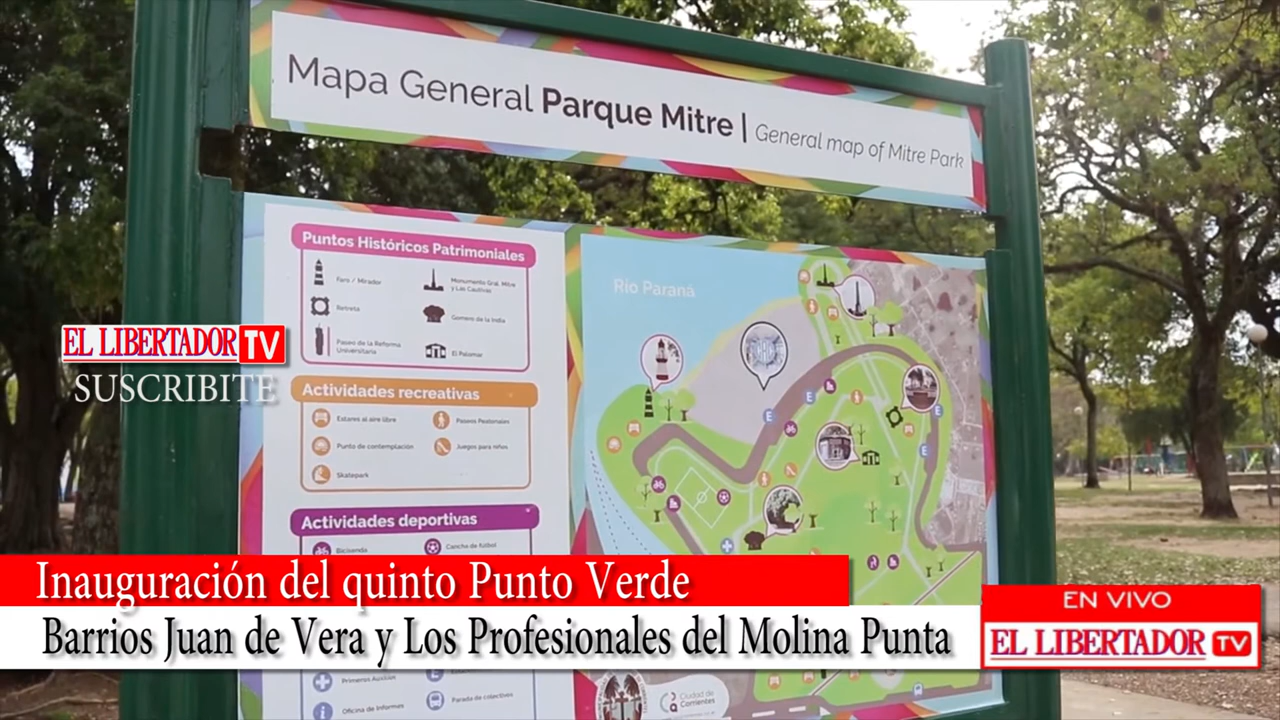 Mapa General Parque Mitre | General map of Mitre Park
Puntos Históricos Patrimoniales
Faro / Mirador
Monumento Gral. Mitre
y Las Cautivas
Retreta
Gomero de la India
Paseo de la Reforma
Universitaria
El Palomar
Actividades recreativas
Estares al aire libre
Paseos Peatonales
Punto de contemplación
Juegos para niños
Skatepark
Actividades deportivas
Bicisenda
Cancha de fútbol
Primeros Auxilios
Parada de colectivos
Oficina de Informes
Río Paraná
E
E
E
E
Ciudad de
Corrientes
EL LIBERTADOR TV
SUSCRIBITE
Inauguración del quinto Punto Verde
Barrios Juan de Vera y Los Profesionales del Molina Punta
EN VIVO
EL LIBERTADOR TV